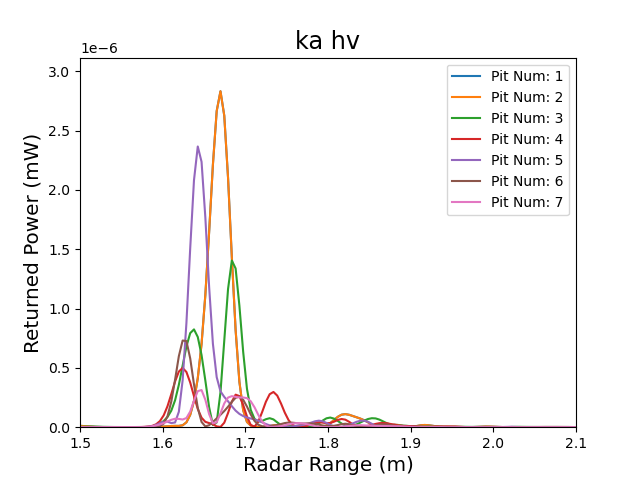 ka hv
1e−6
3.0
2.5
2.0
1.5
1.0
0.5
0.0
Returned Power (mW)
Pit Num: 1
Pit Num: 2
Pit Num: 3
Pit Num: 4
Pit Num: 5
Pit Num: 6
Pit Num: 7
1.5 1.6 1.7 1.8 1.9 2.0 2.1
Radar Range (m)